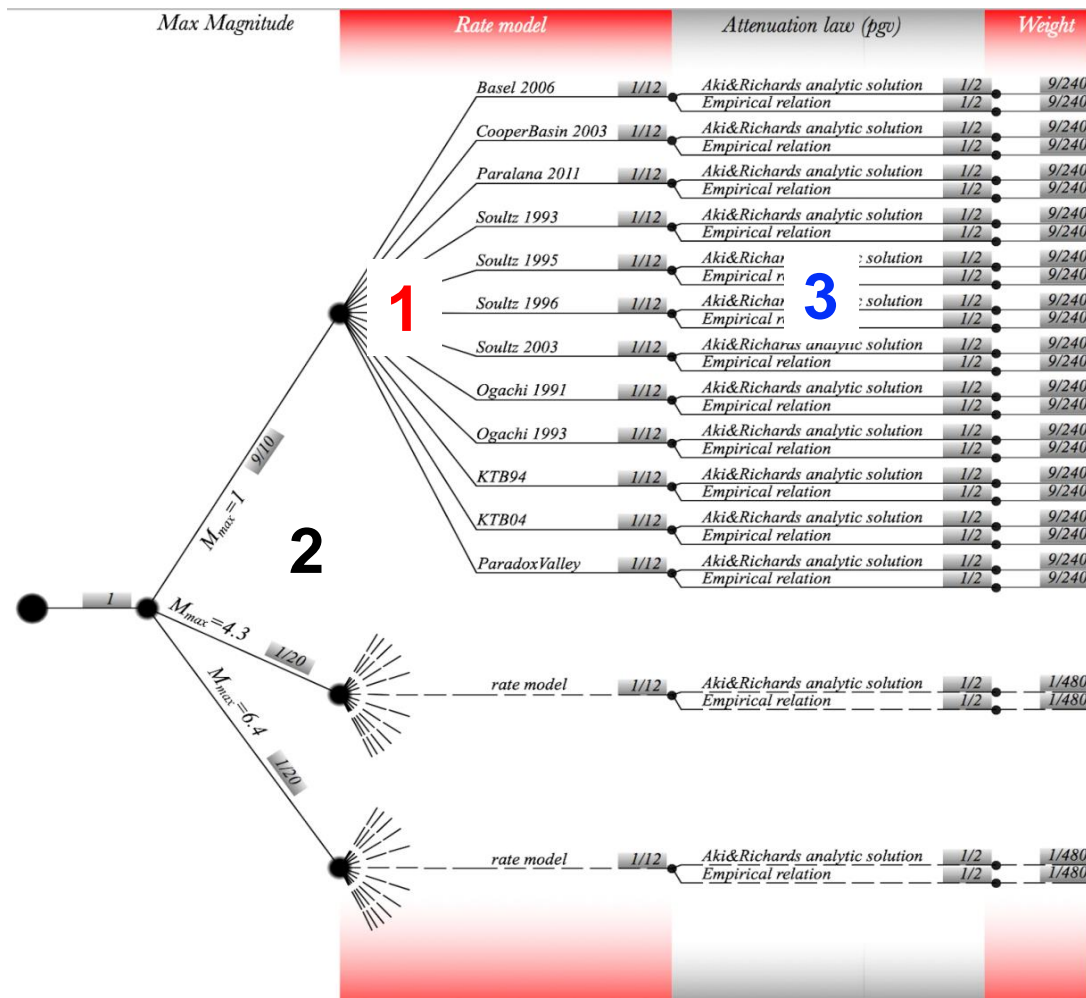 Max Magnitude Rate model Attenuation law (pgv) Weight
Basel 2006 1/12 Aki&Richards analytic solution 1/2 9/240
Empirical relation 1/2 9/240
CooperBasin 2003 1/12 Aki&Richards analytic solution 1/2 9/240
Empirical relation 1/2 9/240
Paralana 2011 1/12 Aki&Richards analytic solution 1/2 9/240
Empirical relation 1/2 9/240
Soultz 1993 1/12 Aki&Richards analytic solution 1/2 9/240
Empirical relation 1/2 9/240
Soultz 1995 1/12 Aki&Richar c solution 1/2 9/240
Empirical r 1/2 9/240
1
3
Soultz 1996 1/12 Aki&Richar c solution 1/2 9/240
Empirical r 1/2 9/240
Soultz 2003 1/12 Aki&Richards analytic solution 1/2 9/240
Empirical relation 1/2 9/240
Ogachi 1991 1/12 Aki&Richards analytic solution 1/2 9/240
Empirical relation 1/2 9/240
Ogachi 1993 1/12 Aki&Richards analytic solution 1/2 9/240
Empirical relation 1/2 9/240
9/10
KTB94 1/12 Aki&Richards analytic solution 1/2 9/240
Empirical relation 1/2 9/240
Mmax=1
KTB04 1/12 Aki&Richards analytic solution 1/2 9/240
Empirical relation 1/2 9/240
2
ParadoxValley 1/12 Aki&Richards analytic solution 1/2 9/240
Empirical relation 1/2 9/240
1
Mmax=4.3
1/20
Mmax=6.4
rate model 1/12 Aki&Richards analytic solution 1/2 1/480
Empirical relation 1/2 1/480
1/20
rate model 1/12 Aki&Richards analytic solution 1/2 1/480
Empirical relation 1/2 1/480